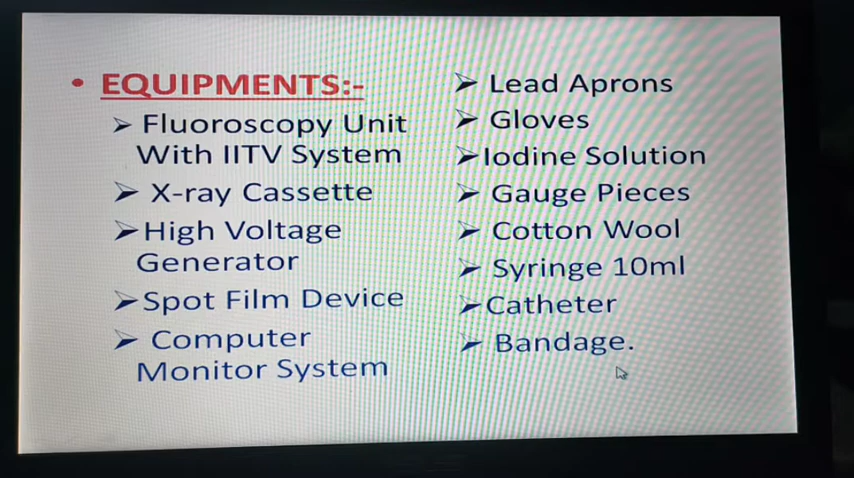 • EQUIPMENTS:-
➢ Fluoroscopy Unit
With IITV System
➢ X-ray Cassette
➢ High Voltage
Generator
➢ Spot Film Device
➢ Computer
Monitor System
➢ Lead Aprons
➢ Gloves
➢ Iodine Solution
➢ Gauge Pieces
➢ Cotton Wool
➢ Syringe 10ml
➢ Catheter
➢ Bandage.